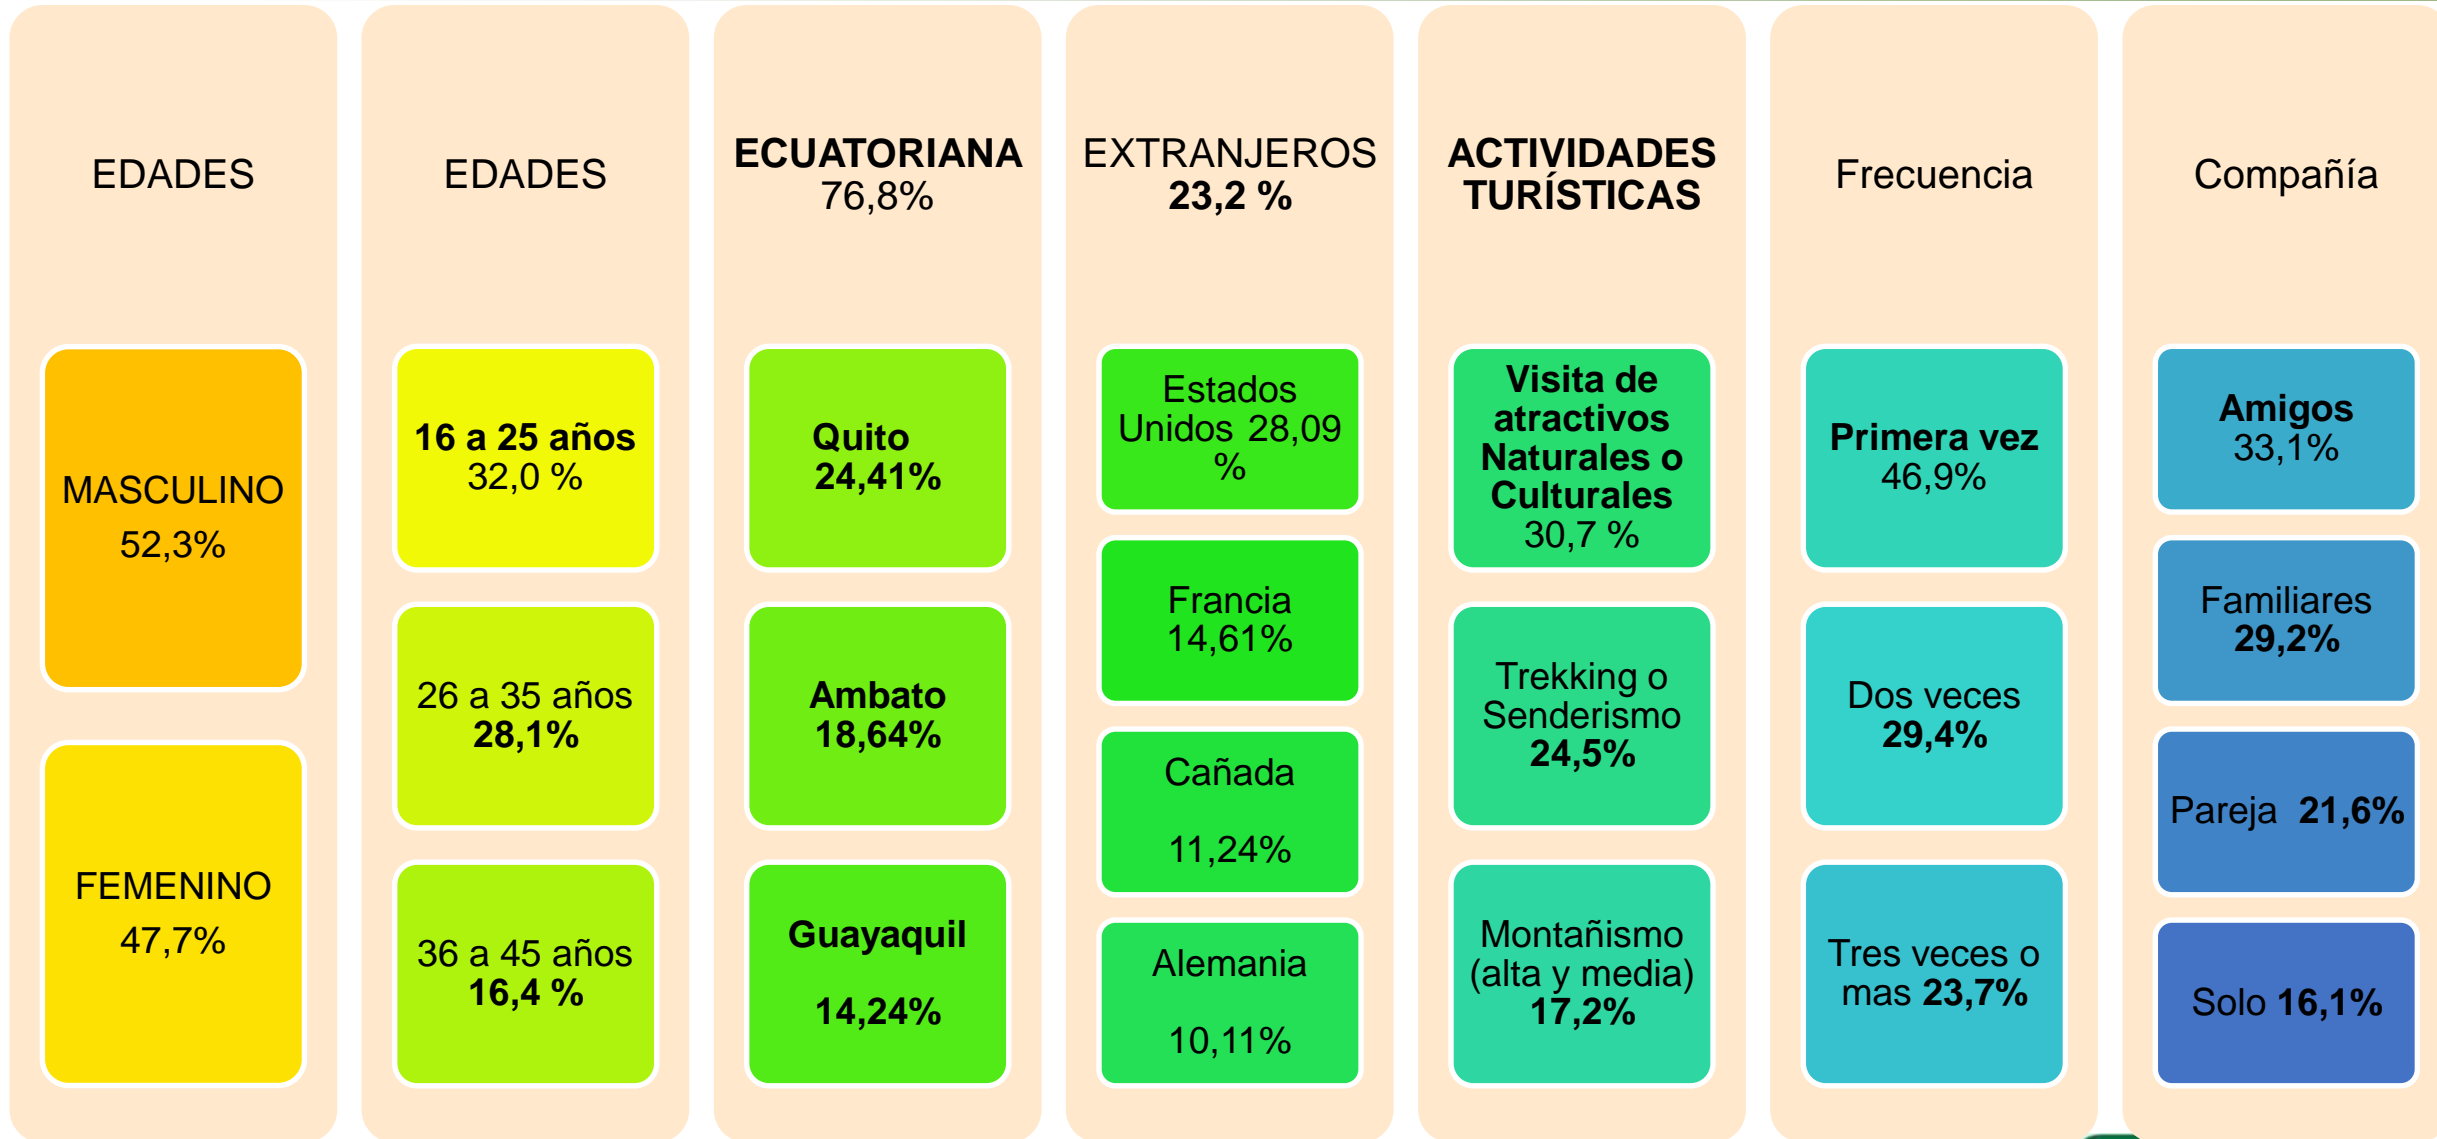 EDADES
MASCULINO
52,3%
FEMENINO
47,7%
EDADES
16 a 25 años
32,0 %
26 a 35 años
28,1%
36 a 45 años
16,4 %
ECUATORIANA
76,8%
Quito
24,41%
Ambato
18,64%
Guayaquil
14,24%
EXTRANJEROS
23,2 %
Estados
Unidos 28,09
%
Francia
14,61%
Cañada
11,24%
Alemania
10,11%
ACTIVIDADES
TURÍSTICAS
Visita de
atractivos
Naturales o
Culturales
30,7 %
Trekking o
Senderismo
24,5%
Montañismo
(alta y media)
17,2%
Frecuencia
Primera vez
46,9%
Dos veces
29,4%
Tres veces o
mas 23,7%
Compañía
Amigos
33,1%
Familiares
29,2%
Pareja 21,6%
Solo 16,1%